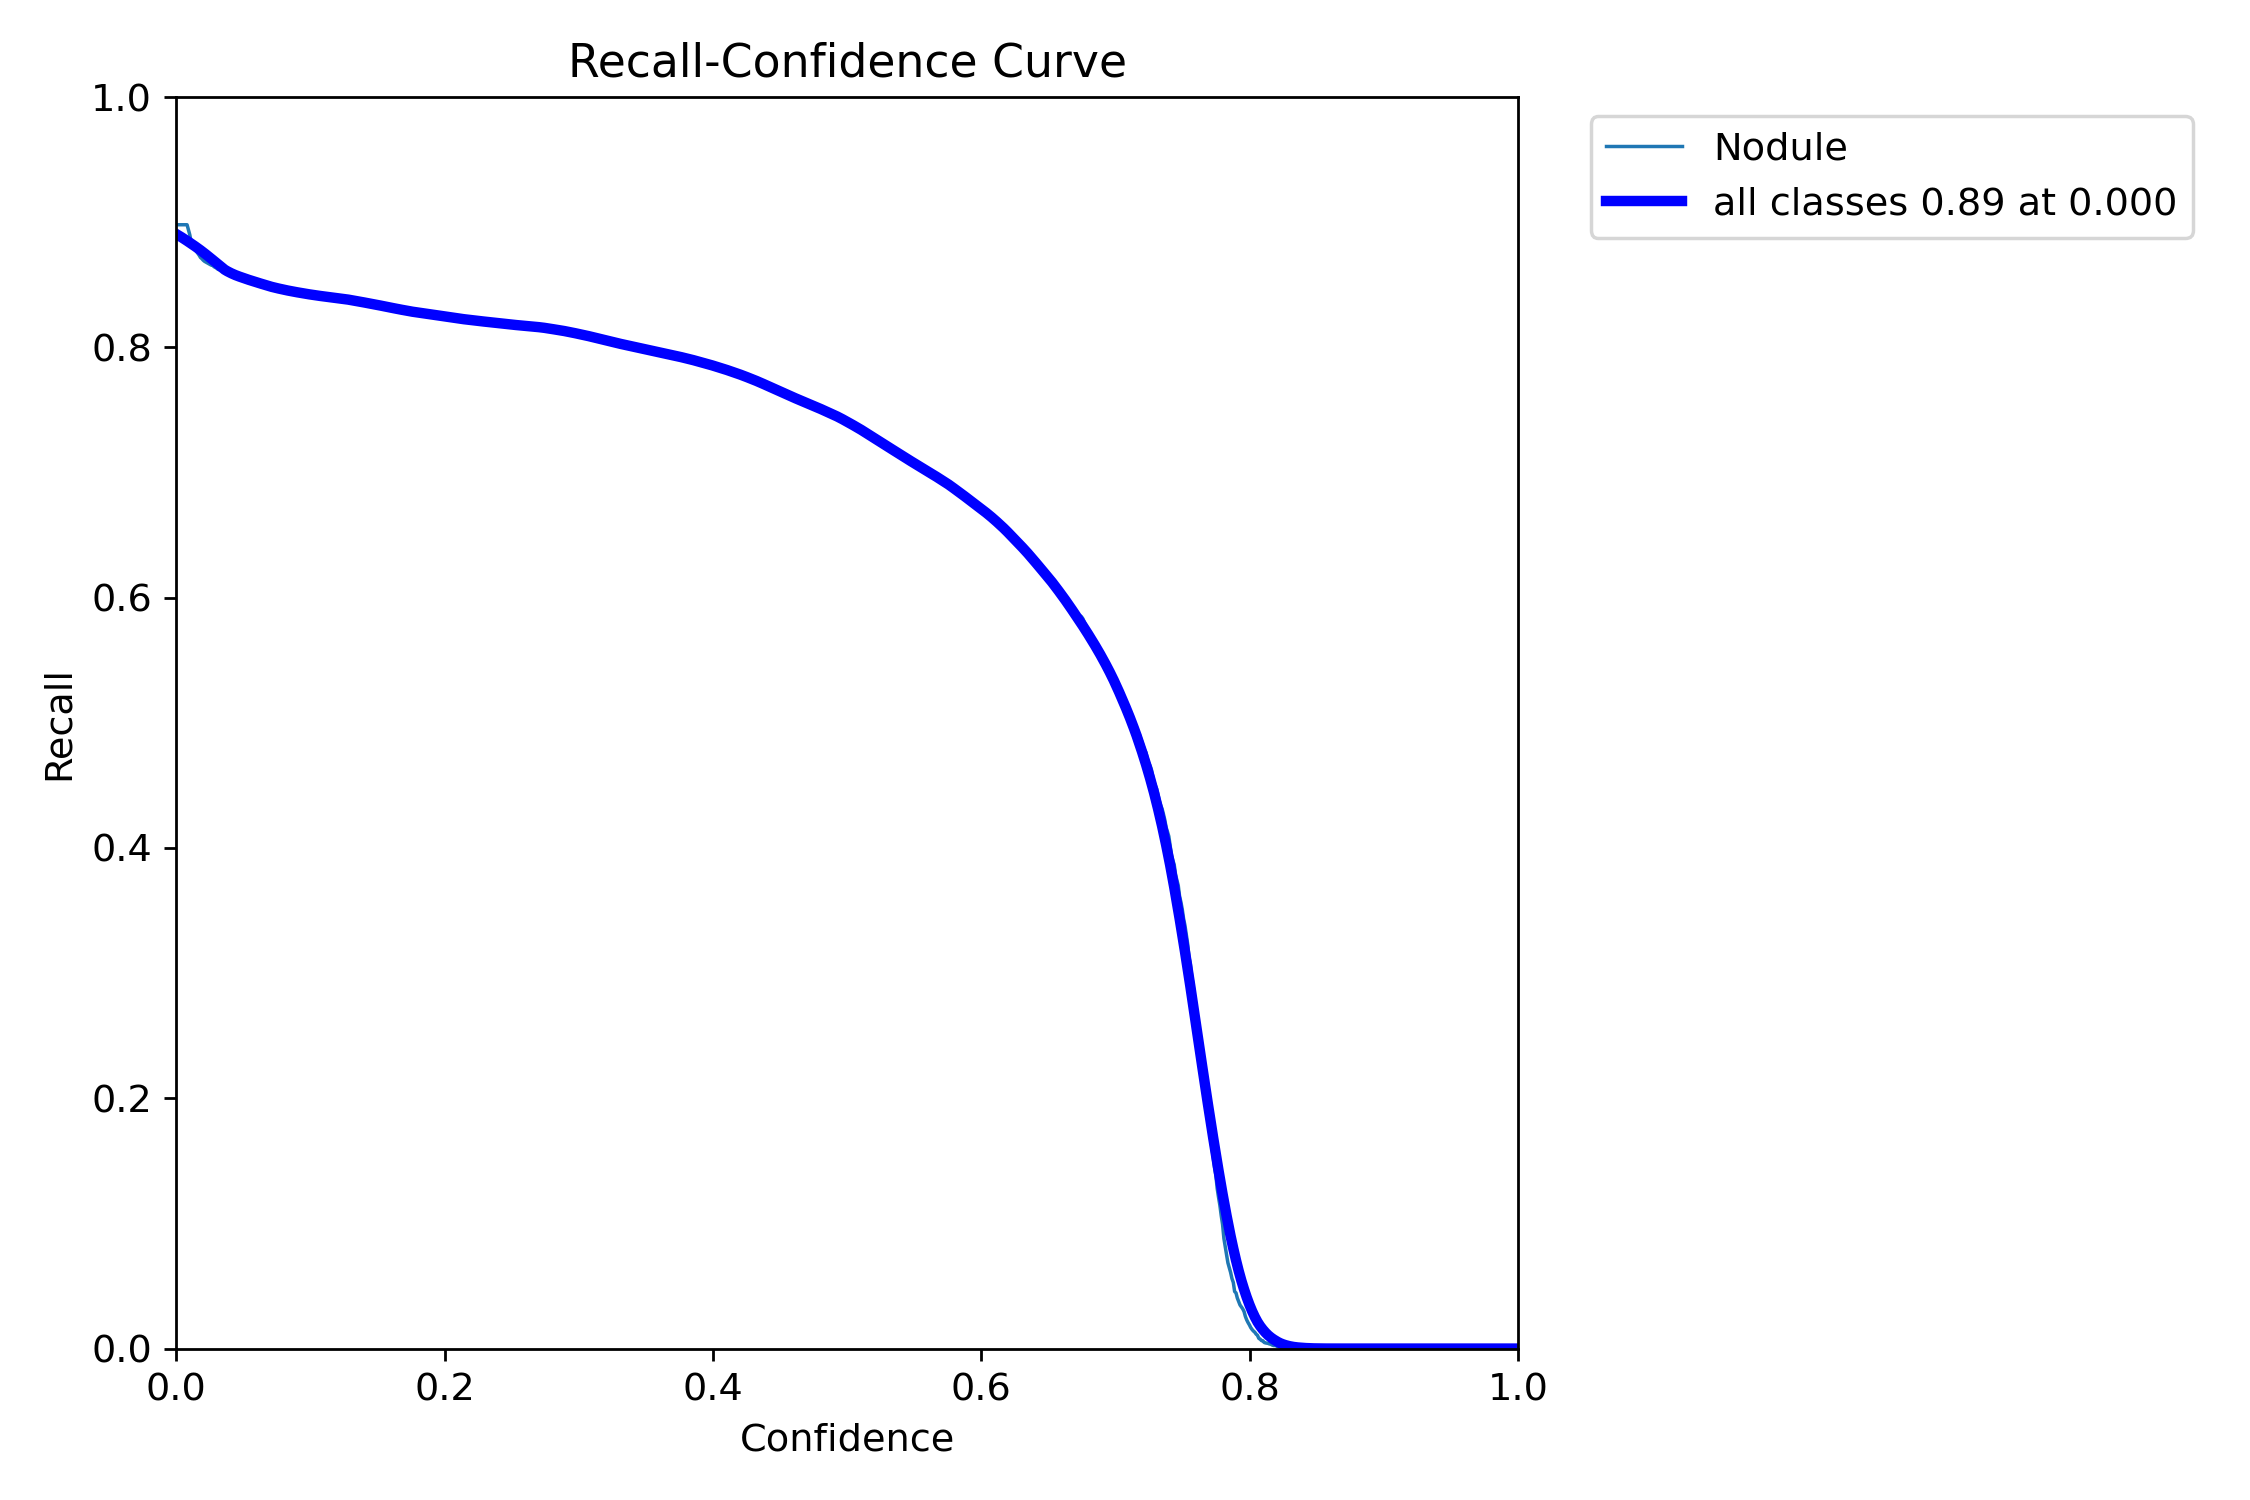 Recall-Confidence Curve
1.0
0.8
0.6
0.4
0.2
0.0
Recall
0.0 0.2 0.4 0.6 0.8 1.0
Confidence
Nodule
all classes 0.89 at 0.000